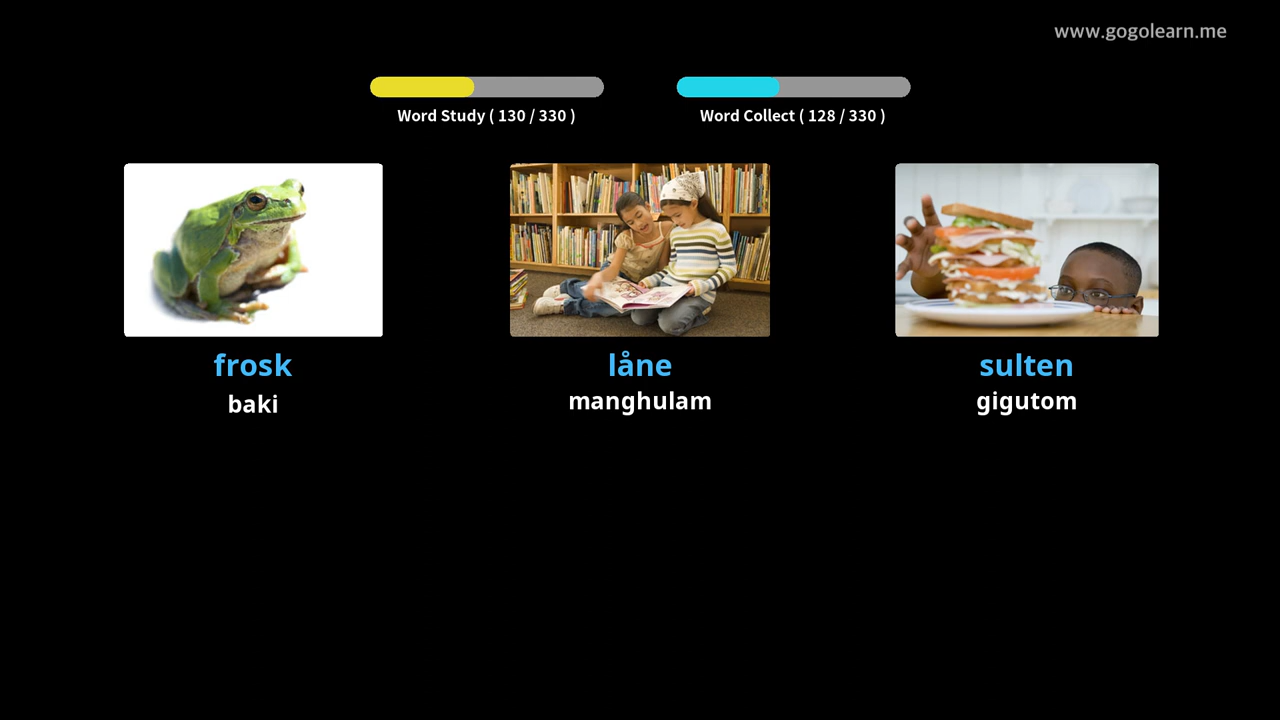 www.gogolearn.me
Word Study ( 130 / 330 )
Word Collect ( 128 / 330 )
frosk
baki
låne
manghulam
sulten
gigutom